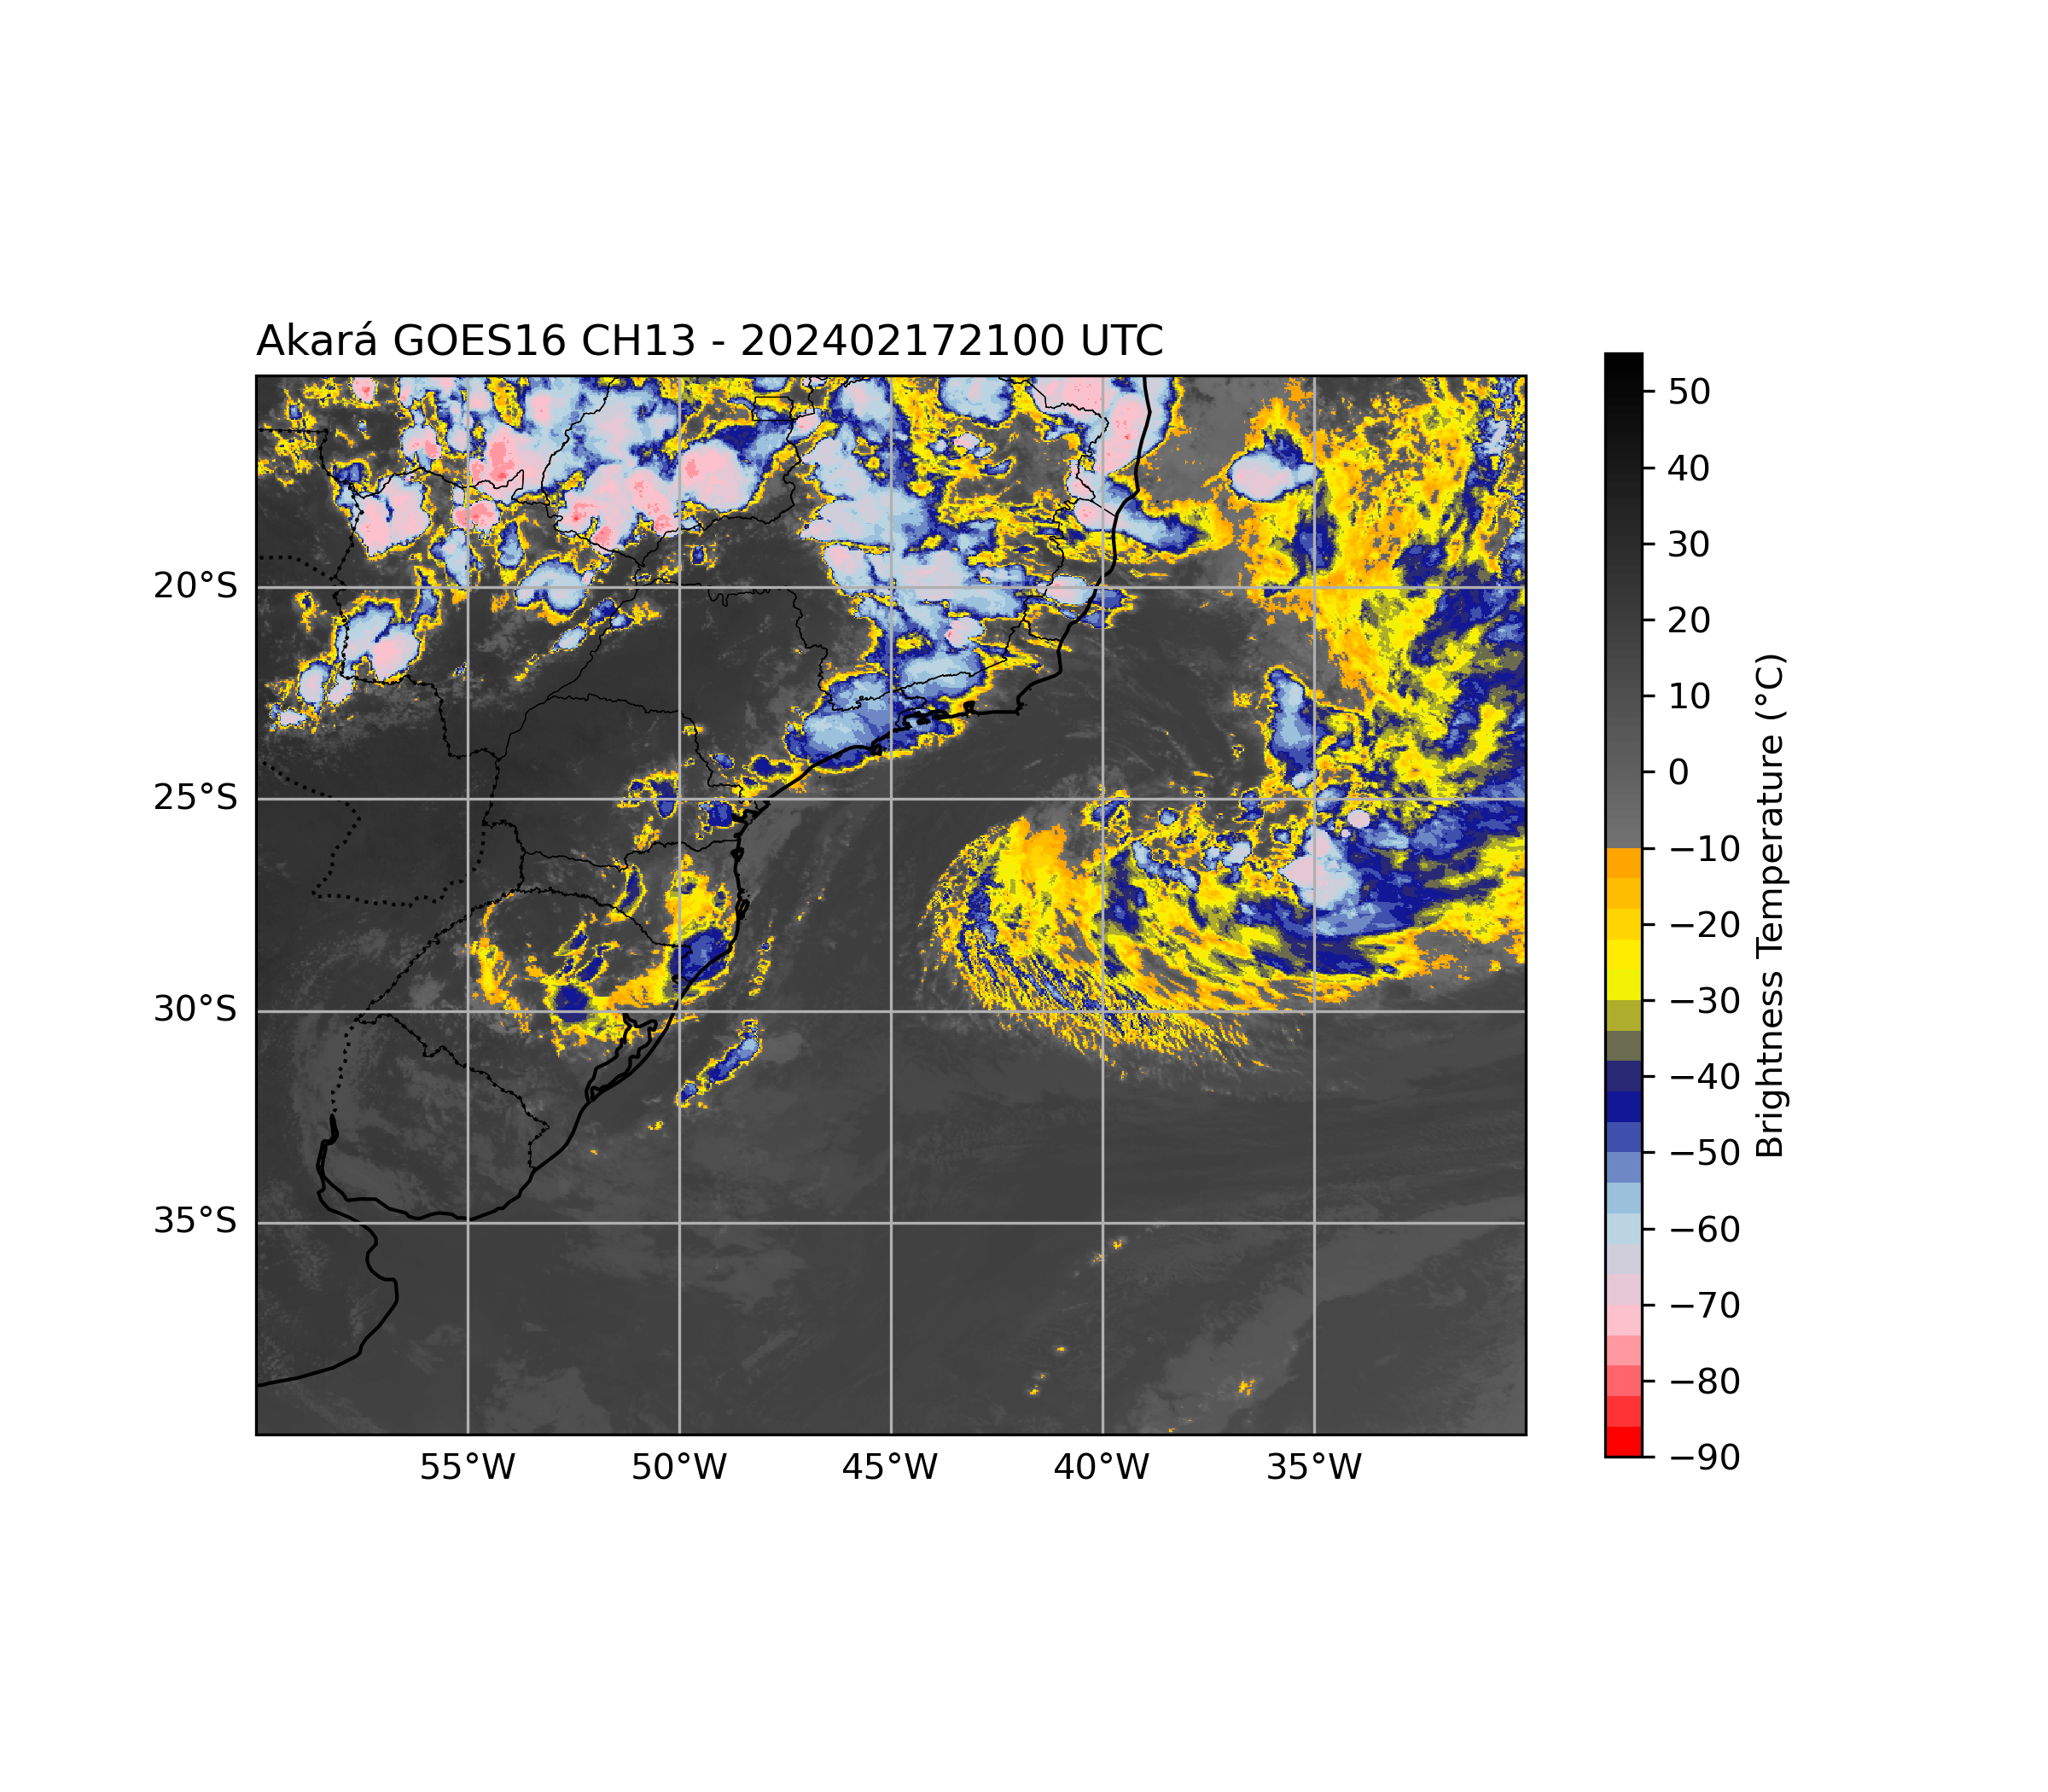 Akará GOES16 CH13 - 202402172100 UTC
20°S
25°S
30°S
35°S
55°W
50°W
45°W
40°W
35°W
50
40
30
20
10
0
−10
−20
−30
−40
−50
−60
−70
−80
−90
Brightness Temperature (°C)